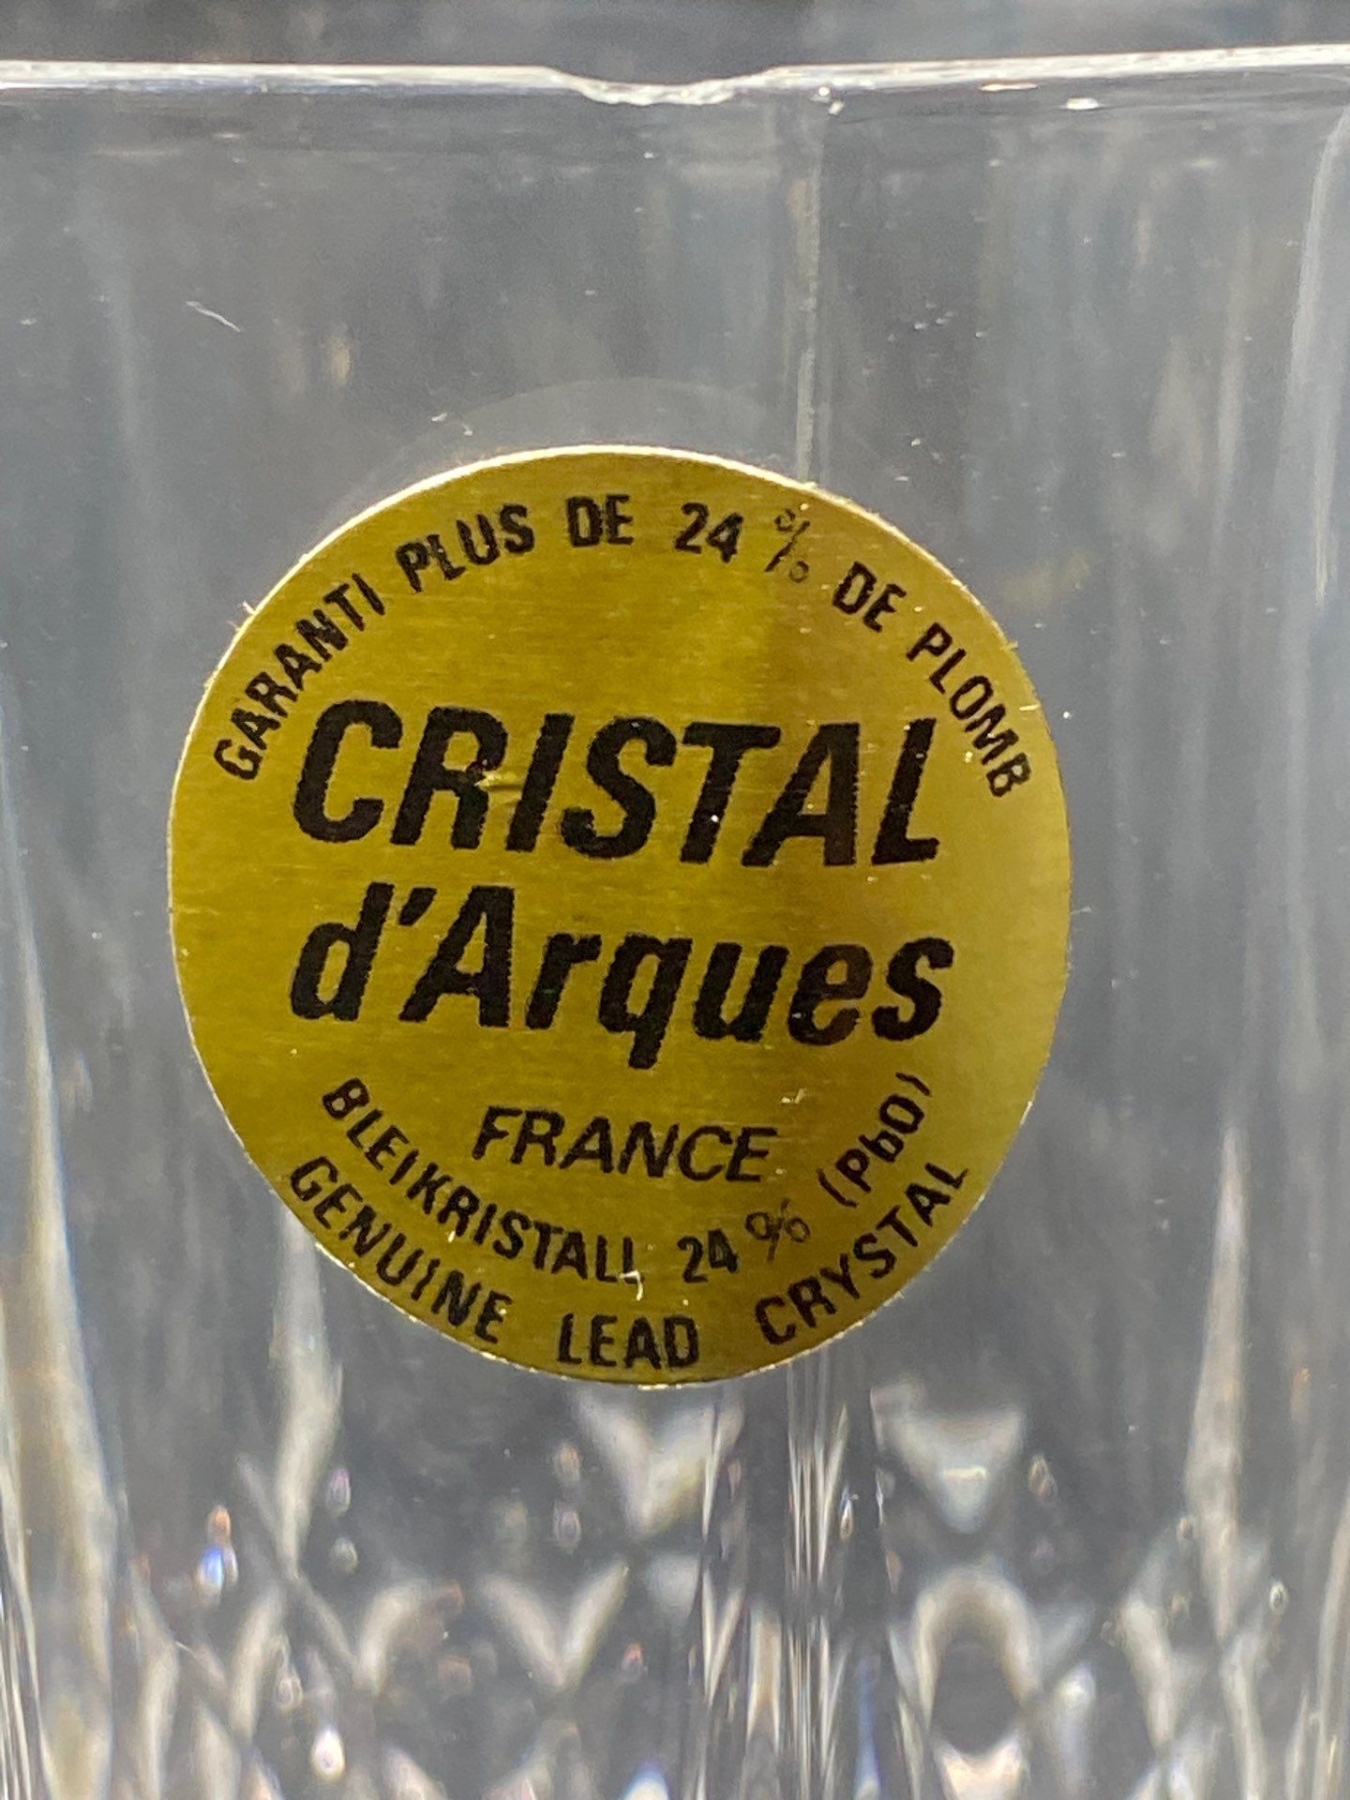 GARANTI PLUS DE 24 % DE PLOMB
CRISTAL
d'Arques
FRANCE
BLEIKRISTALL 24 % (PbO)
GENUINE LEAD CRYSTAL